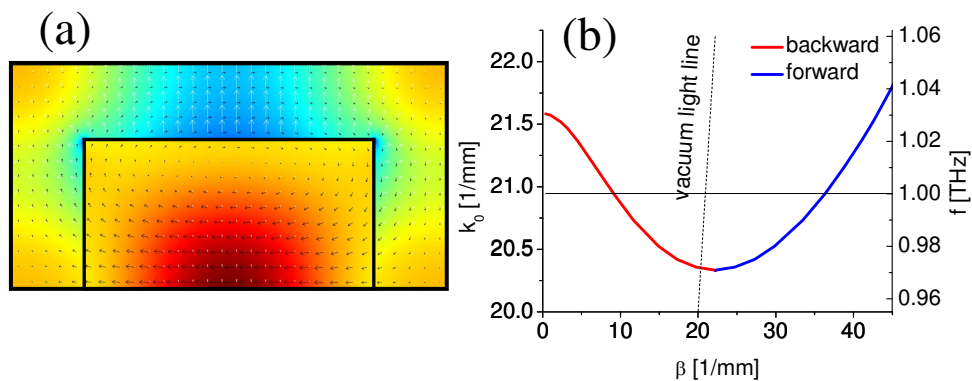 (a)
(b)
k0 [1/mm]
22.0
21.5
21.0
20.5
20.0
0
10
20
30
40
β [1/mm]
vacuum light line
backward
forward
1.06
1.04
1.02
1.00
0.98
0.96
f [THz]